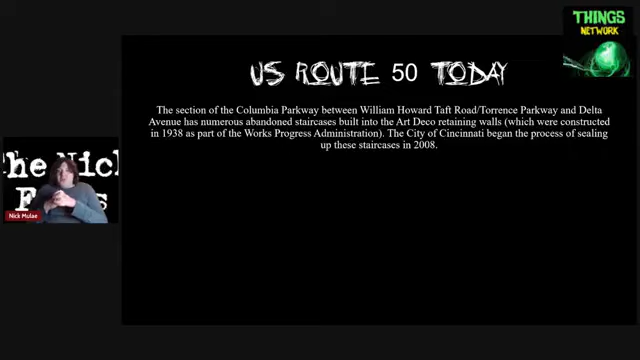 THINGS
NETWORK
US ROUTE 50 TODAY
The section of the Columbia Parkway between William Howard Taft Road/Torrence Parkway and Delta
Avenue has numerous abandoned staircases built into the Art Deco retaining walls (which were constructed
in 1938 as part of the Works Progress Administration). The City of Cincinnati began the process of sealing
up these staircases in 2008.
he Nicl
Nick Mulae